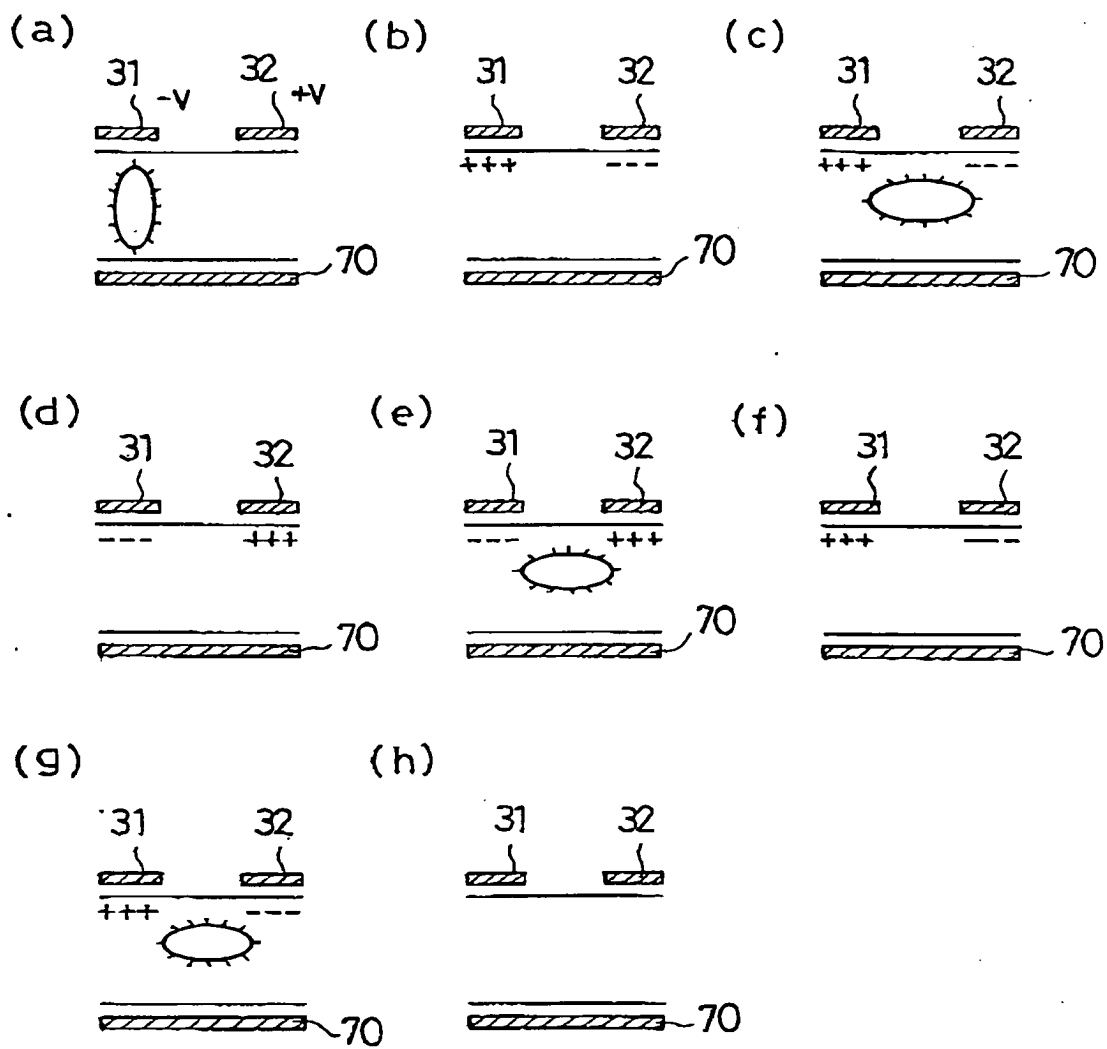 (a) (b) (c)
31 32 31 32 31 32
-V +V
+++ --- +++ ---
70 70 70
(d) (e) (f)
31 32 31 32 31 32
--- +++ --- +++ +++ ---
70 70 70
(g) (h)
31 32 31 32
+++ ---
70 70